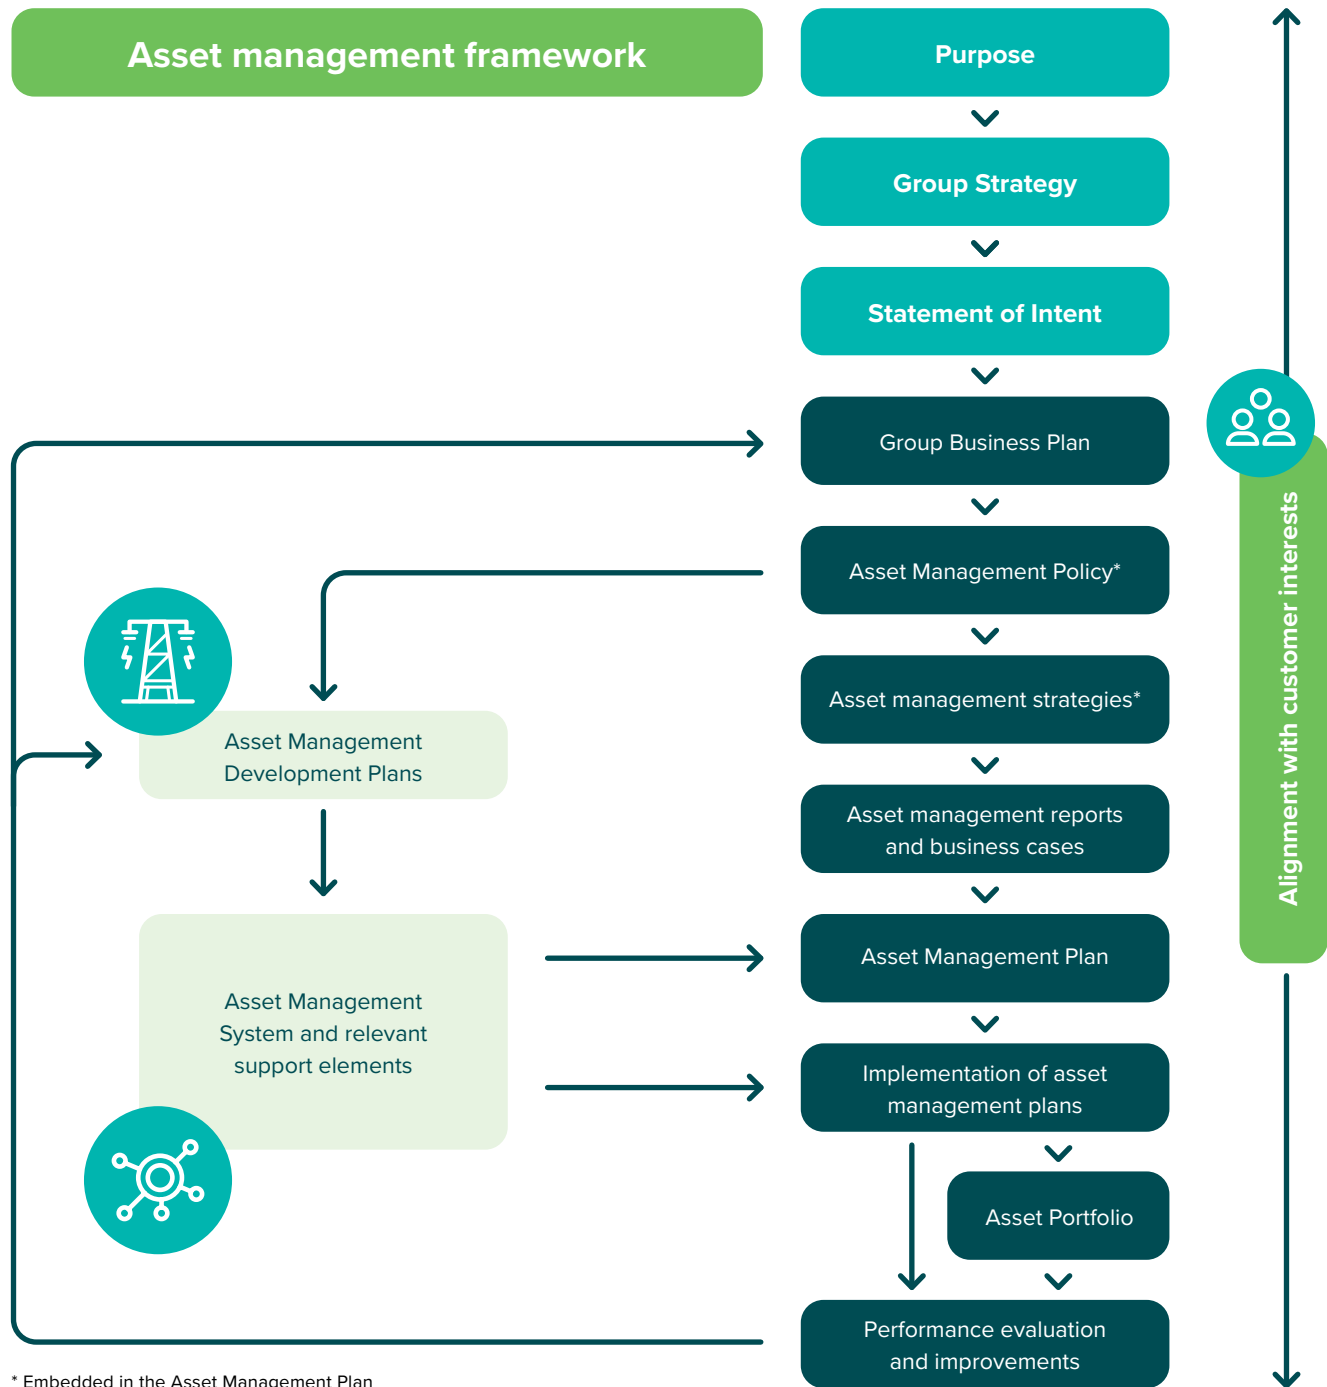 Asset management framework
Purpose
Group Strategy
Statement of Intent
Group Business Plan
Asset Management Policy*
Asset management strategies*
Asset management reports
and business cases
Asset Management Plan
Implementation of asset
management plans
Asset Portfolio
Performance evaluation
and improvements
Asset Management
Development Plans
Asset Management
System and relevant
support elements
Alignment with customer interests
* Embedded in the Asset Management Plan